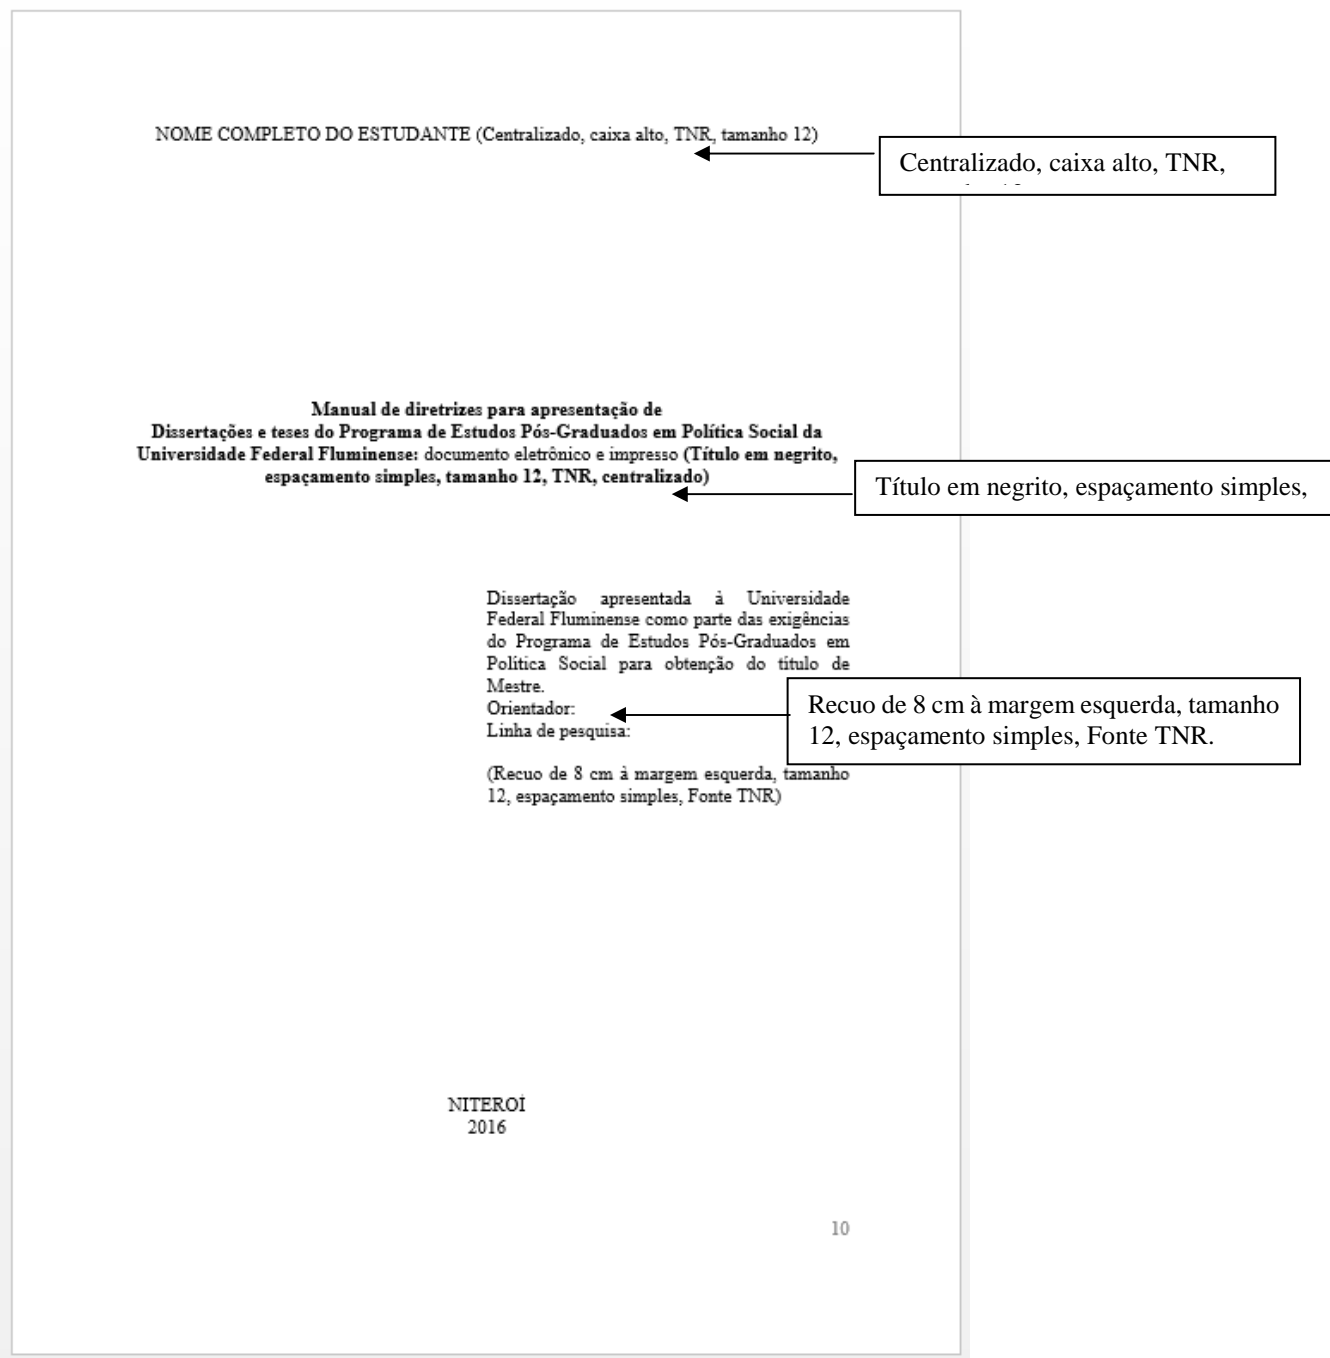 NOME COMPLETO DO ESTUDANTE (Centralizado, caixa alto, TNR, tamanho 12)
Centralizado, caixa alto, TNR,
Manual de diretrizes para apresentação de
Dissertações e teses do Programa de Estudos Pós-Graduados em Política Social da
Universidade Federal Fluminense: documento eletrônico e impresso (Título em negrito,
espaçamento simples, tamanho 12, TNR, centralizado)
Título em negrito, espaçamento simples,
Dissertação apresentada à Universidade
Federal Fluminense como parte das exigências
do Programa de Estudos Pós-Graduados em
Política Social para obtenção do título de
Mestre.
Orientador:
Linha de pesquisa:
Recuo de 8 cm à margem esquerda, tamanho
12, espaçamento simples, Fonte TNR.
(Recuo de 8 cm à margem esquerda, tamanho
12, espaçamento simples, Fonte TNR)
NITEROÍ
2016
10